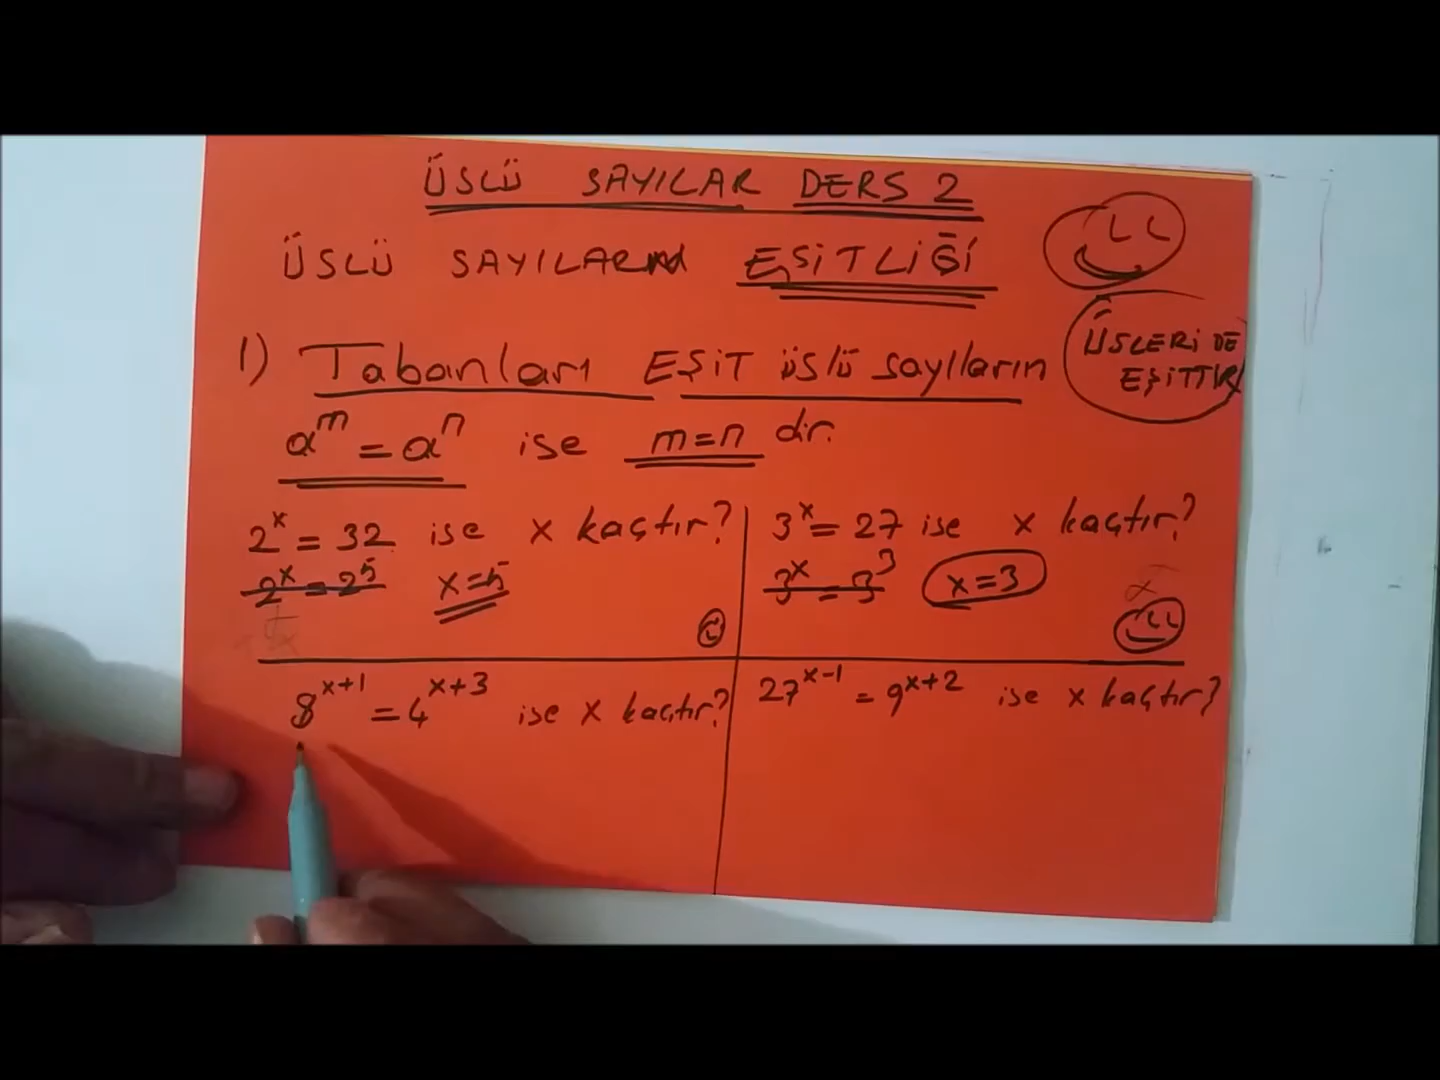 ÜSLÜ SAYILAR DERS 2
ÜSLÜ SAYILARIN EŞİTLİĞİ
1) Tabanları EŞİT üslü sayıların
ÜSLERİ DE
EŞİTTİR
a^m = a^n ise m=n dir.
2^x = 32 ise x kaçtır?
2^x = 2^5 x=5
3^x = 27 ise x kaçtır?
3^x = 3^3 x=3
8^x+1 = 4^x+3 ise x kaçtır?
27^x-1 = 9^x+2 ise x kaçtır?